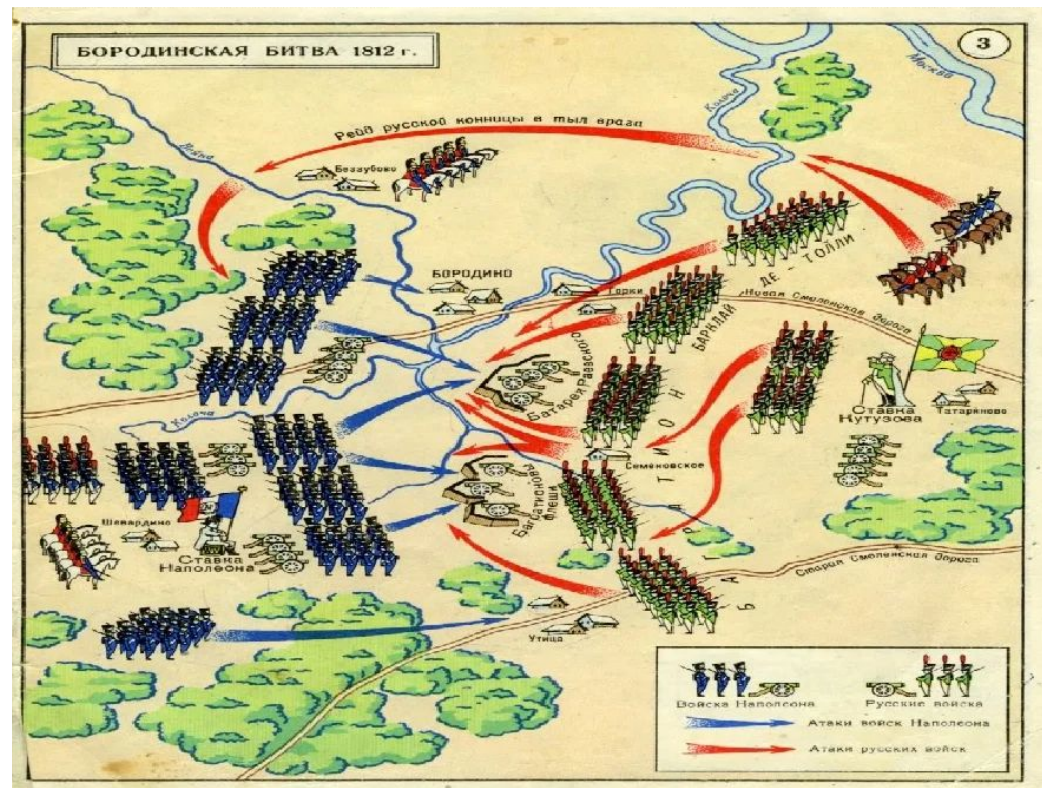 БОРОДИНСКАЯ БИТВА 1812 г.
3
Москва
Колоча
Война
Рейд русской конницы в тыл врага
Беззубово
БОРОДИНО
Горки
БАРКЛАЙ ДЕ-ТОЛЛИ
Новая Смоленская дорога
Батарея Раевского
Ставка
Кутузова
Татариново
Колоча
Семёновское
Багратионовы
флеши
БАГРАТИОН
Шевардино
Ставка
Наполеона
Старая Смоленская дорога
Утица
Войска Наполеона
Русские войска
Атаки войск Наполеона
Атаки русских войск